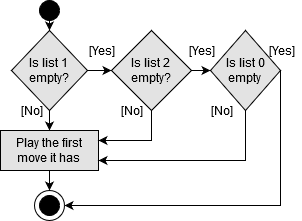 Is list 1
empty?
[Yes]
Is list 2
empty?
[Yes]
Is list 0
empty
[Yes]
[No]
[No]
[No]
Play the first
move it has